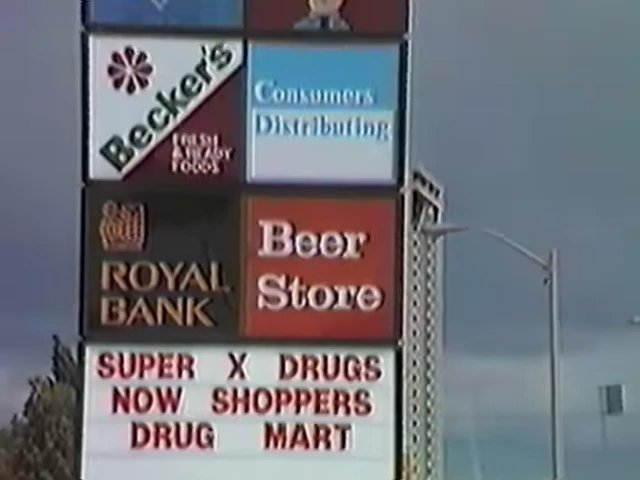 Becker's
FRESH
& READY
FOODS
Consumers
Distributing
ROYAL
BANK
Beer
Store
SUPER X DRUGS
NOW SHOPPERS
DRUG MART